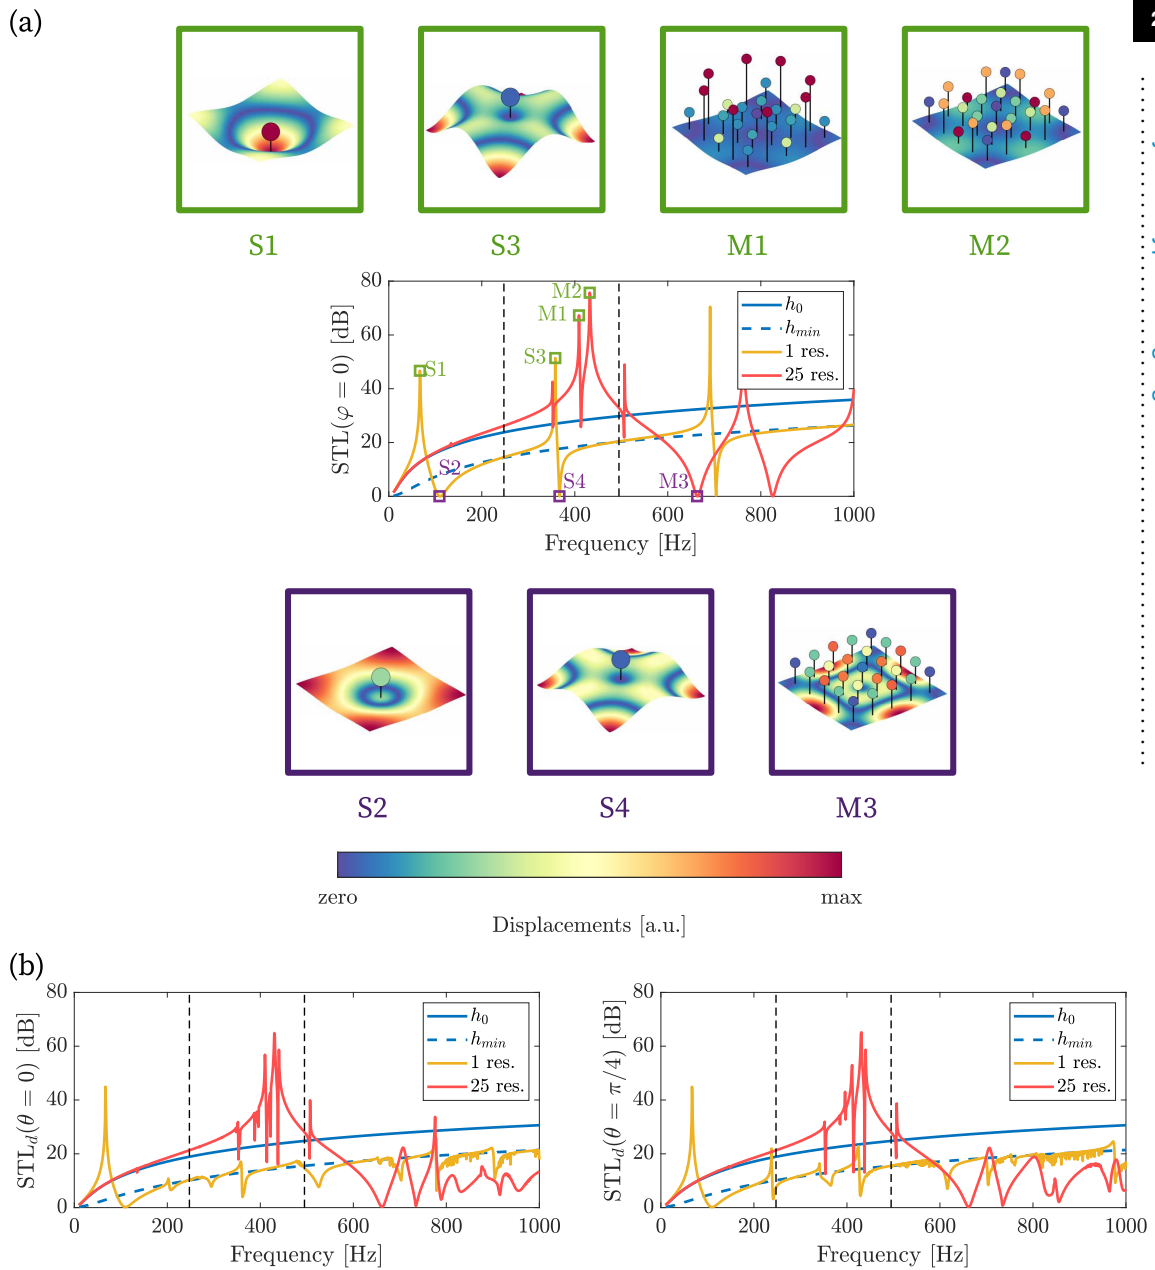 (a)
2
S1 S3 M1 M2
80
60
40
20
0
STL(φ = 0) [dB]
M2
M1
S3
S1
S2
S4
M3
h0
hmin
1 res.
25 res.
0 200 400 600 800 1000
Frequency [Hz]
S2 S4 M3
zero max
Displacements [a.u.]
(b)
80
60
40
20
0
STLd(θ = 0) [dB]
h0
hmin
1 res.
25 res.
0 200 400 600 800 1000
Frequency [Hz]
80
60
40
20
0
STLd(θ = π/4) [dB]
h0
hmin
1 res.
25 res.
0 200 400 600 800 1000
Frequency [Hz]